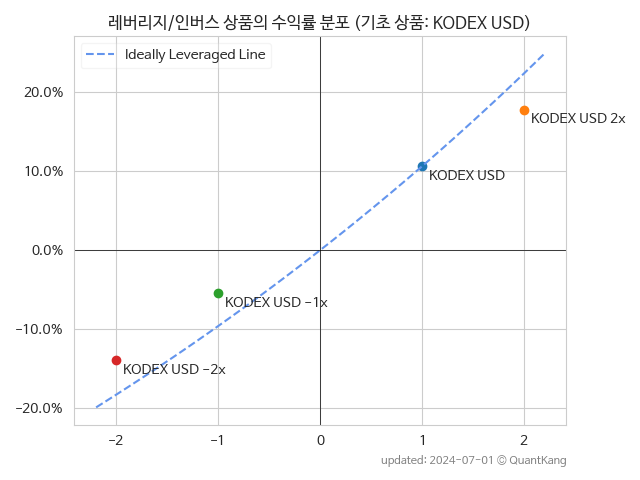 레버리지/인버스 상품의 수익률 분포 (기초 상품: KODEX USD)
Ideally Leveraged Line
20.0%
KODEX USD 2x
10.0%
KODEX USD
0.0%
KODEX USD −1x
−10.0%
KODEX USD −2x
−20.0%
−2
−1
0
1
2
updated: 2024-07-01 © QuantKang